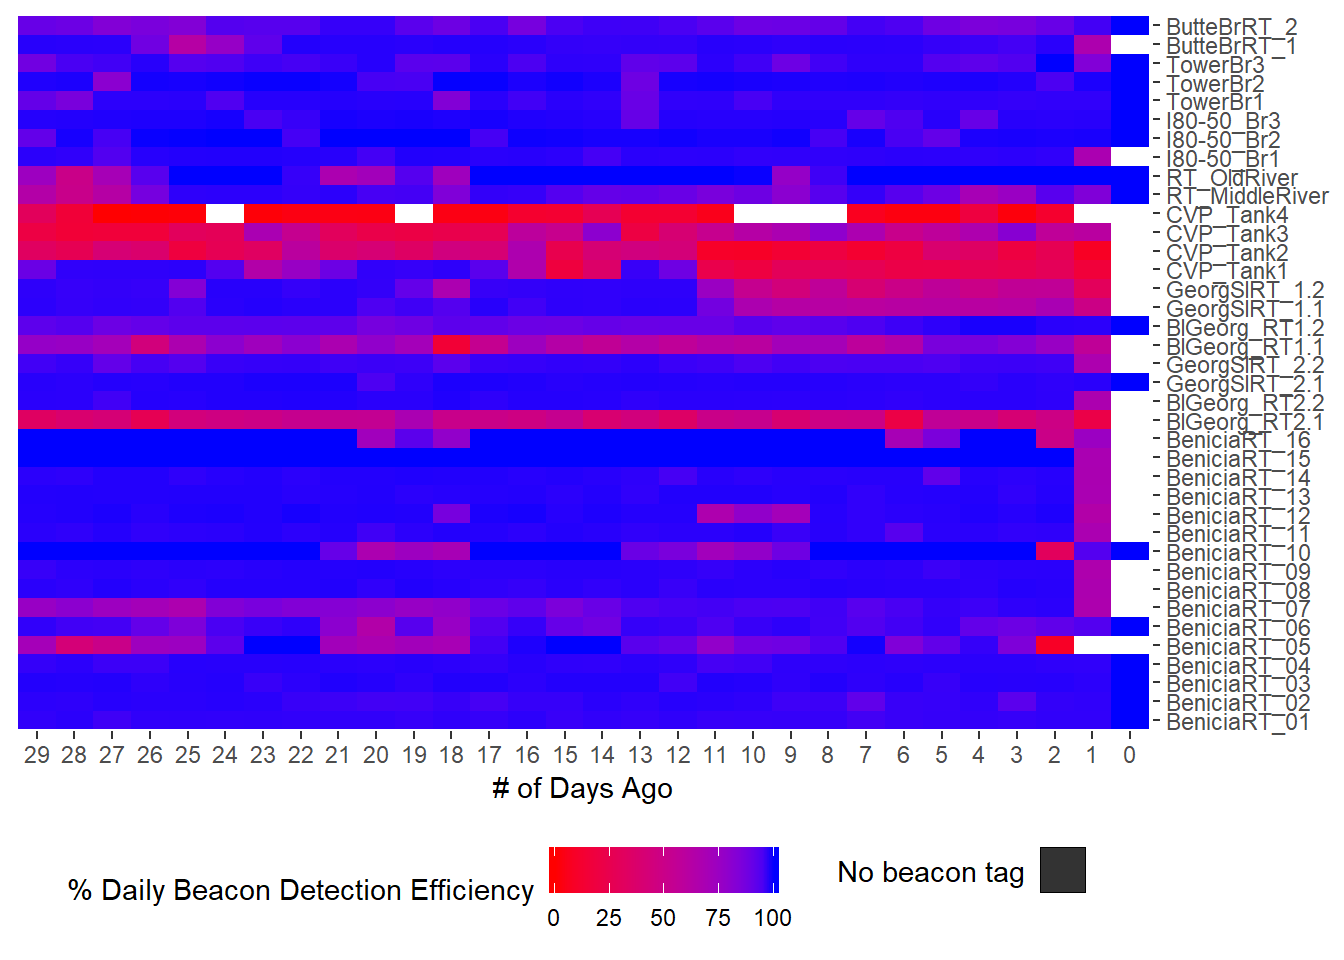 ButteBrRT_2
ButteBrRT_1
TowerBr3
TowerBr2
TowerBr1
I80-50_Br3
I80-50_Br2
I80-50_Br1
RT_OldRiver
RT_MiddleRiver
CVP_Tank4
CVP_Tank3
CVP_Tank2
CVP_Tank1
GeorgSlRT_1.2
GeorgSlRT_1.1
BlGeorg_RT1.2
BlGeorg_RT1.1
GeorgSlRT_2.2
GeorgSlRT_2.1
BlGeorg_RT2.2
BlGeorg_RT2.1
BeniciaRT_16
BeniciaRT_15
BeniciaRT_14
BeniciaRT_13
BeniciaRT_12
BeniciaRT_11
BeniciaRT_10
BeniciaRT_09
BeniciaRT_08
BeniciaRT_07
BeniciaRT_06
BeniciaRT_05
BeniciaRT_04
BeniciaRT_03
BeniciaRT_02
BeniciaRT_01
29 28 27 26 25 24 23 22 21 20 19 18 17 16 15 14 13 12 11 10 9 8 7 6 5 4 3 2 1 0
# of Days Ago
% Daily Beacon Detection Efficiency
0 25 50 75 100
No beacon tag